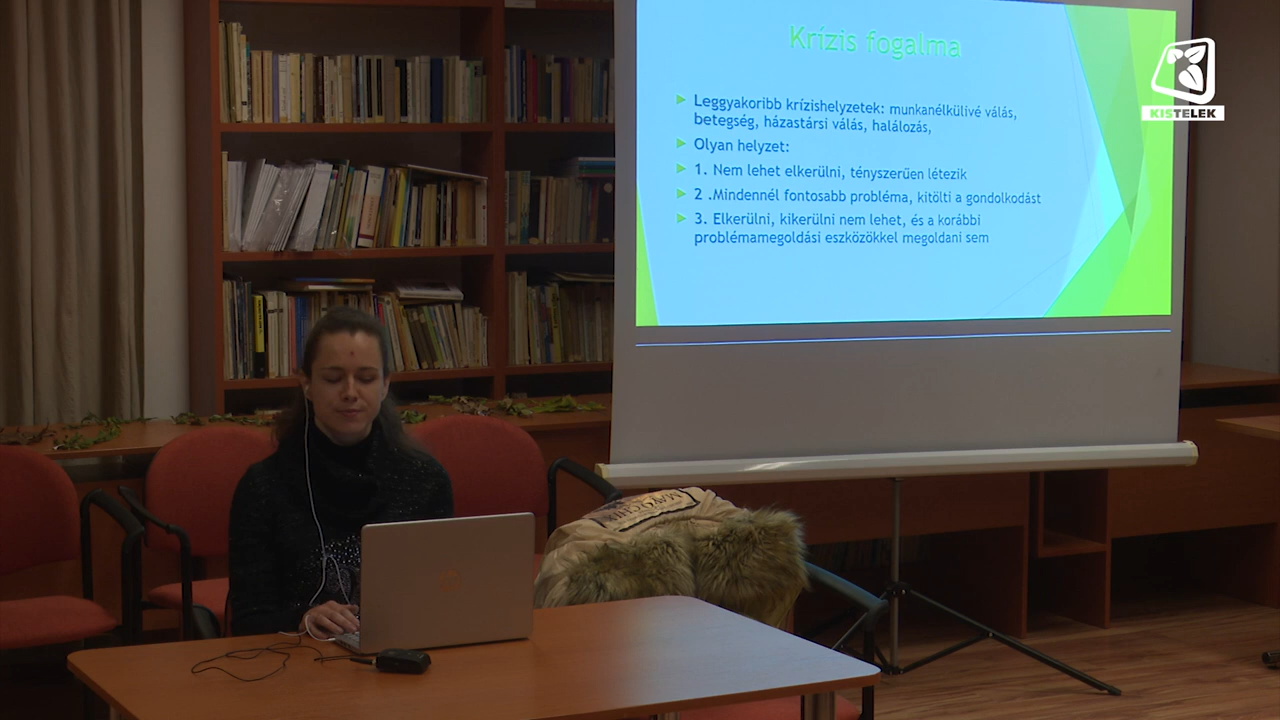 Krízis fogalma
Leggyakoribb krízishelyzetek: munkanélkülivé válás,
betegség, házastársi válás, halálozás,
Olyan helyzet:
1. Nem lehet elkerülni, tényszerűen létezik
2 .Mindennél fontosabb probléma, kitölti a gondolkodást
3. Elkerülni, kikerülni nem lehet, és a korábbi
problémamegoldási eszközökkel megoldani sem
KISTELEK